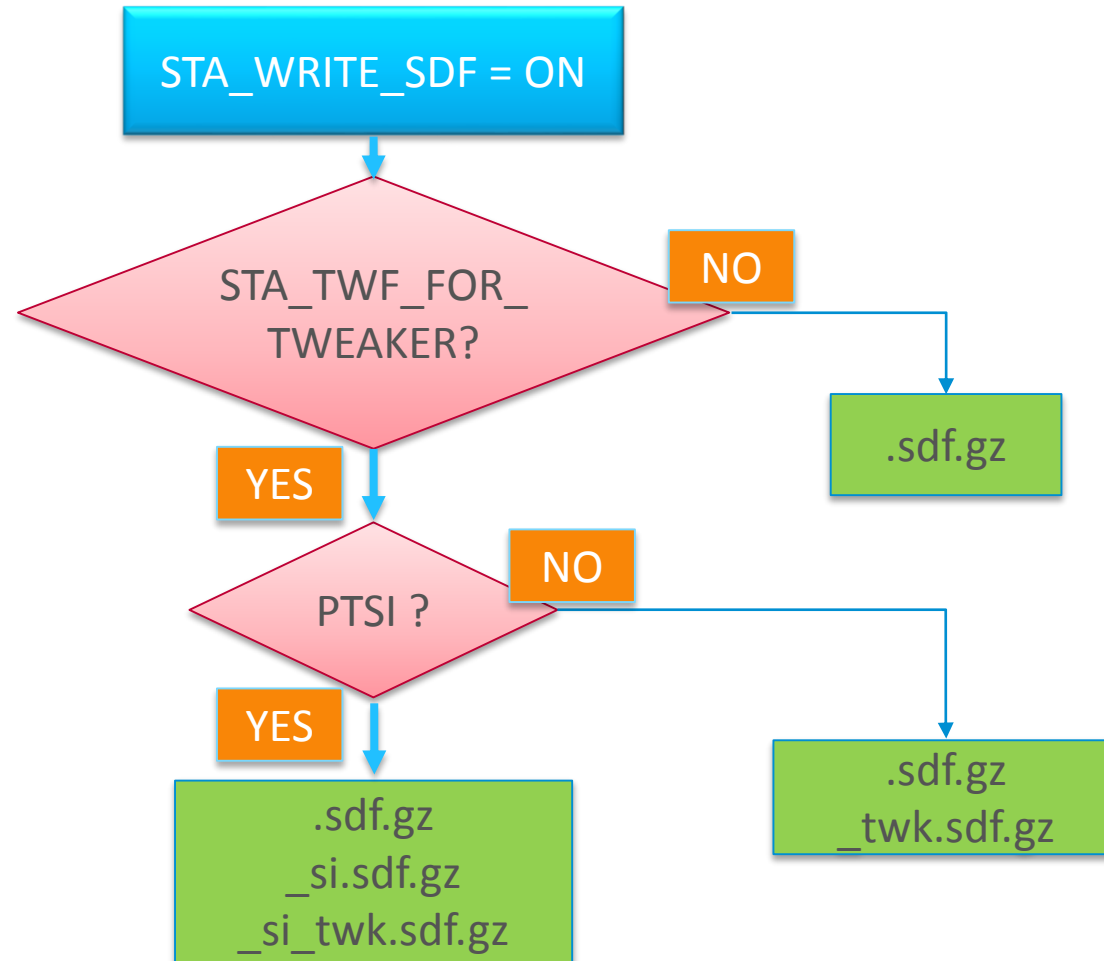 STA_WRITE_SDF = ON
STA_TWF_FOR_
TWEAKER?
NO
.sdf.gz
YES
PTSI ?
NO
YES
.sdf.gz
_twk.sdf.gz
.sdf.gz
_si.sdf.gz
_si_twk.sdf.gz